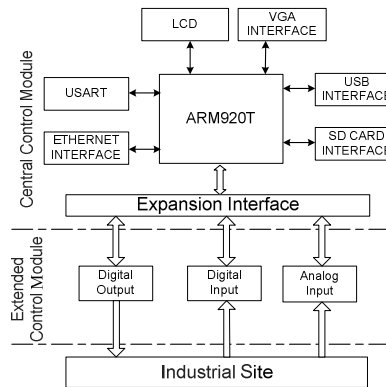 LCD
VGA
INTERFACE
USART
ARM920T
USB
INTERFACE
ETHERNET
INTERFACE
SD CARD
INTERFACE
Central Control Module
Expansion Interface
Extended
Control Module
Digital
Output
Digital
Input
Analog
Input
Industrial Site